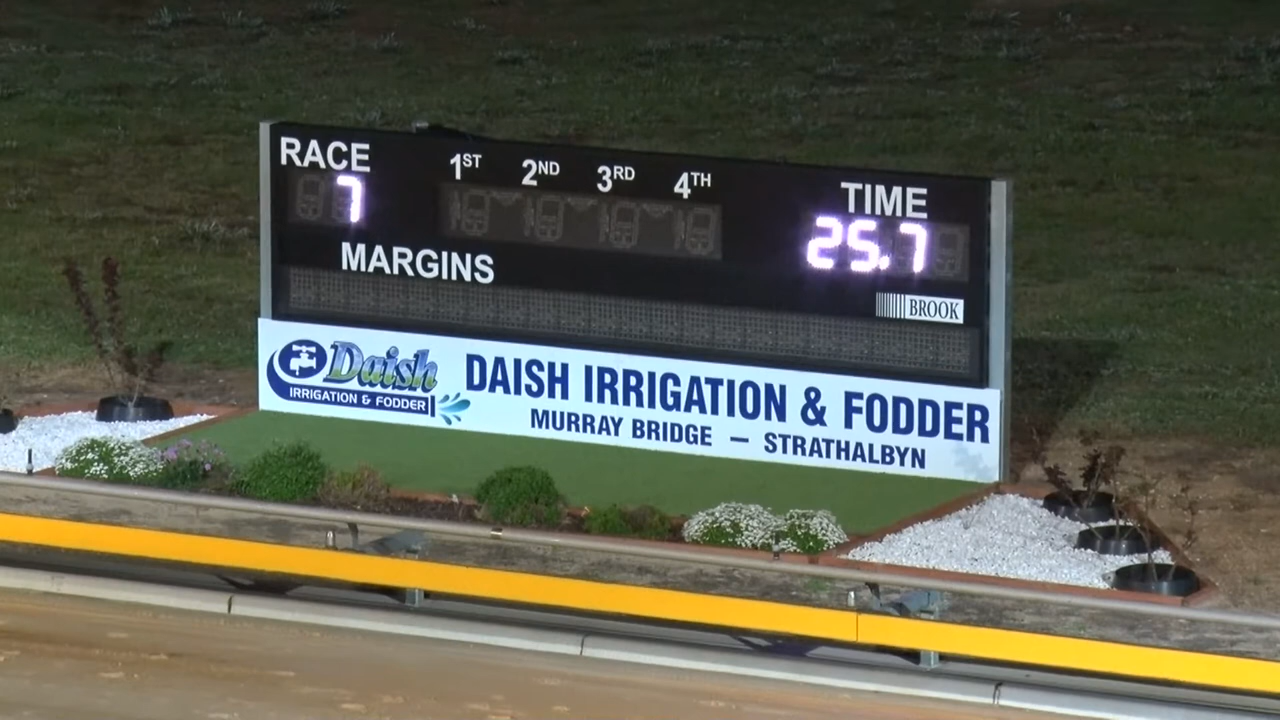 RACE 1ST 2ND 3RD 4TH TIME
7 25.7
MARGINS
BROOK
Daish
IRRIGATION & FODDER
DAISH IRRIGATION & FODDER
MURRAY BRIDGE — STRATHALBYN